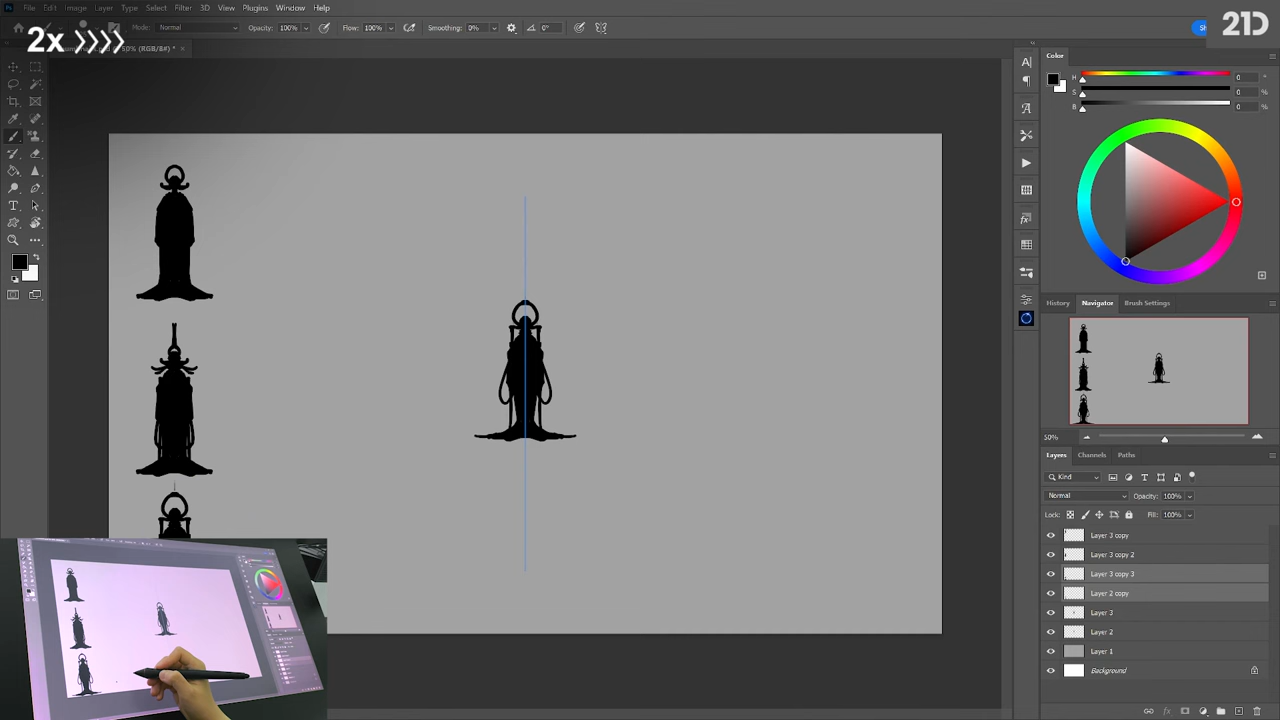 File Edit Image Layer Type Select Filter 3D View Plugins Window Help
2x
21D
Mode: Normal Opacity: 100% Flow: 100% Smoothing: 0% 0°
50% (RGB/8#) *
Color
H 0 °
S 0 %
B 0 %
History Navigator Brush Settings
50%
Layers Channels Paths
Kind
Normal Opacity: 100%
Lock: Fill: 100%
Layer 3 copy
Layer 3 copy 2
Layer 3 copy 3
Layer 2 copy
Layer 3
Layer 2
Layer 1
Background